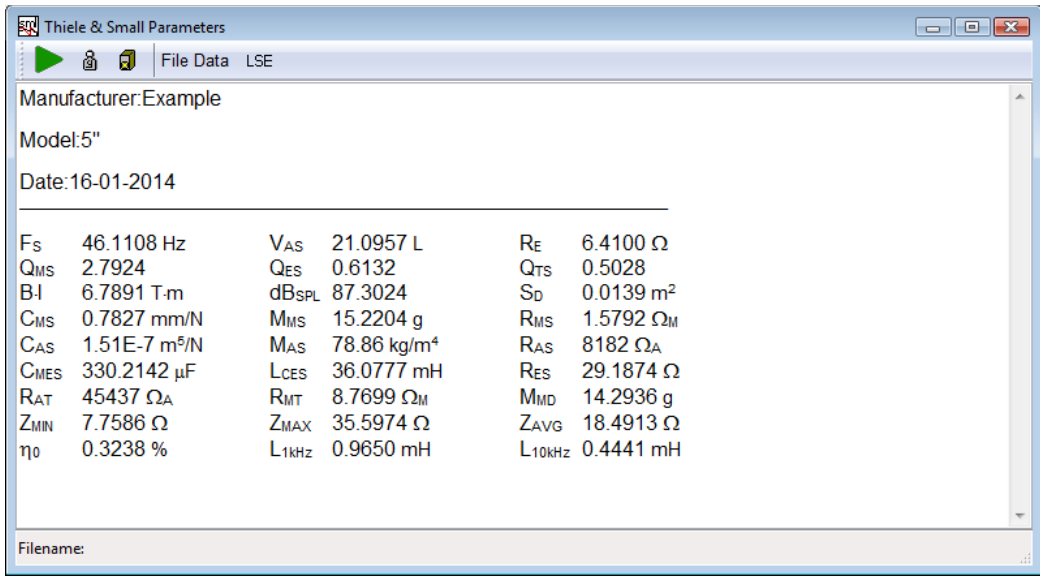 Thiele & Small Parameters
File Data LSE
Manufacturer:Example
Model:5"
Date:16-01-2014
FS 46.1108 Hz VAS 21.0957 L RE 6.4100 Ω
QMS 2.7924 QES 0.6132 QTS 0.5028
B·l 6.7891 T·m dBSPL 87.3024 SD 0.0139 m²
CMS 0.7827 mm/N MMS 15.2204 g RMS 1.5792 ΩM
CAS 1.51E-7 m⁵/N MAS 78.86 kg/m⁴ RAS 8182 ΩA
CMES 330.2142 µF LCES 36.0777 mH RES 29.1874 Ω
RAT 45437 ΩA RMT 8.7699 ΩM MMD 14.2936 g
ZMIN 7.7586 Ω ZMAX 35.5974 Ω ZAVG 18.4913 Ω
η0 0.3238 % L1kHz 0.9650 mH L10kHz 0.4441 mH
Filename: